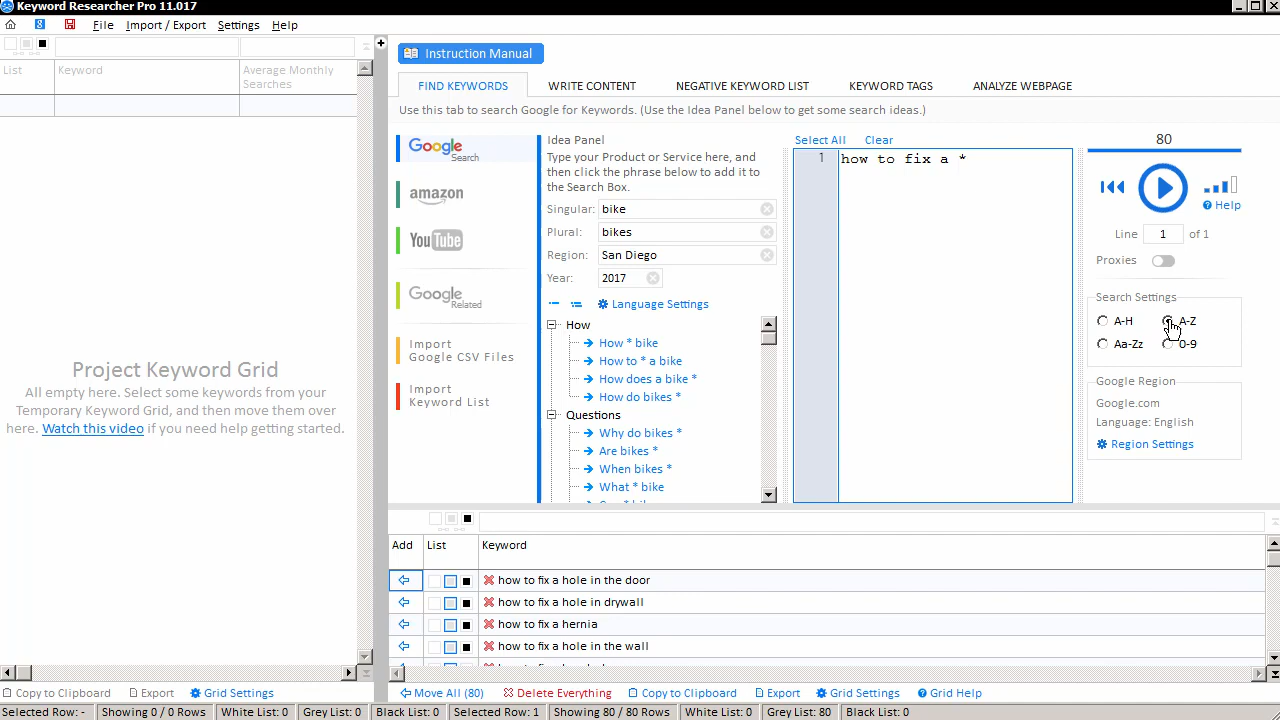 Keyword Researcher Pro 11.017
File Import / Export Settings Help
List Keyword Average Monthly Searches
Project Keyword Grid
All empty here. Select some keywords from your
Temporary Keyword Grid, and then move them over
here. Watch this video if you need help getting started.
Copy to Clipboard Export Grid Settings
Instruction Manual
FIND KEYWORDS WRITE CONTENT NEGATIVE KEYWORD LIST KEYWORD TAGS ANALYZE WEBPAGE
Use this tab to search Google for Keywords. (Use the Idea Panel below to get some search ideas.)
Google Search
amazon
YouTube
Google Related
Import
Google CSV Files
Import
Keyword List
Idea Panel
Type your Product or Service here, and
then click the phrase below to add it to
the Search Box.
Singular: bike
Plural: bikes
Region: San Diego
Year: 2017
Language Settings
How
How * bike
How to * a bike
How does a bike *
How do bikes *
Questions
Why do bikes *
Are bikes *
When bikes *
What * bike
Select All Clear
1 how to fix a *
80
Help
Line 1 of 1
Proxies
Search Settings
A-H A-Z
Aa-Zz 0-9
Google Region
Google.com
Language: English
Region Settings
Add List Keyword
how to fix a hole in the door
how to fix a hole in drywall
how to fix a hernia
how to fix a hole in the wall
Move All (80) Delete Everything Copy to Clipboard Export Grid Settings Grid Help
Selected Row: - Showing 0 / 0 Rows White List: 0 Grey List: 0 Black List: 0 Selected Row: 1 Showing 80 / 80 Rows White List: 0 Grey List: 80 Black List: 0